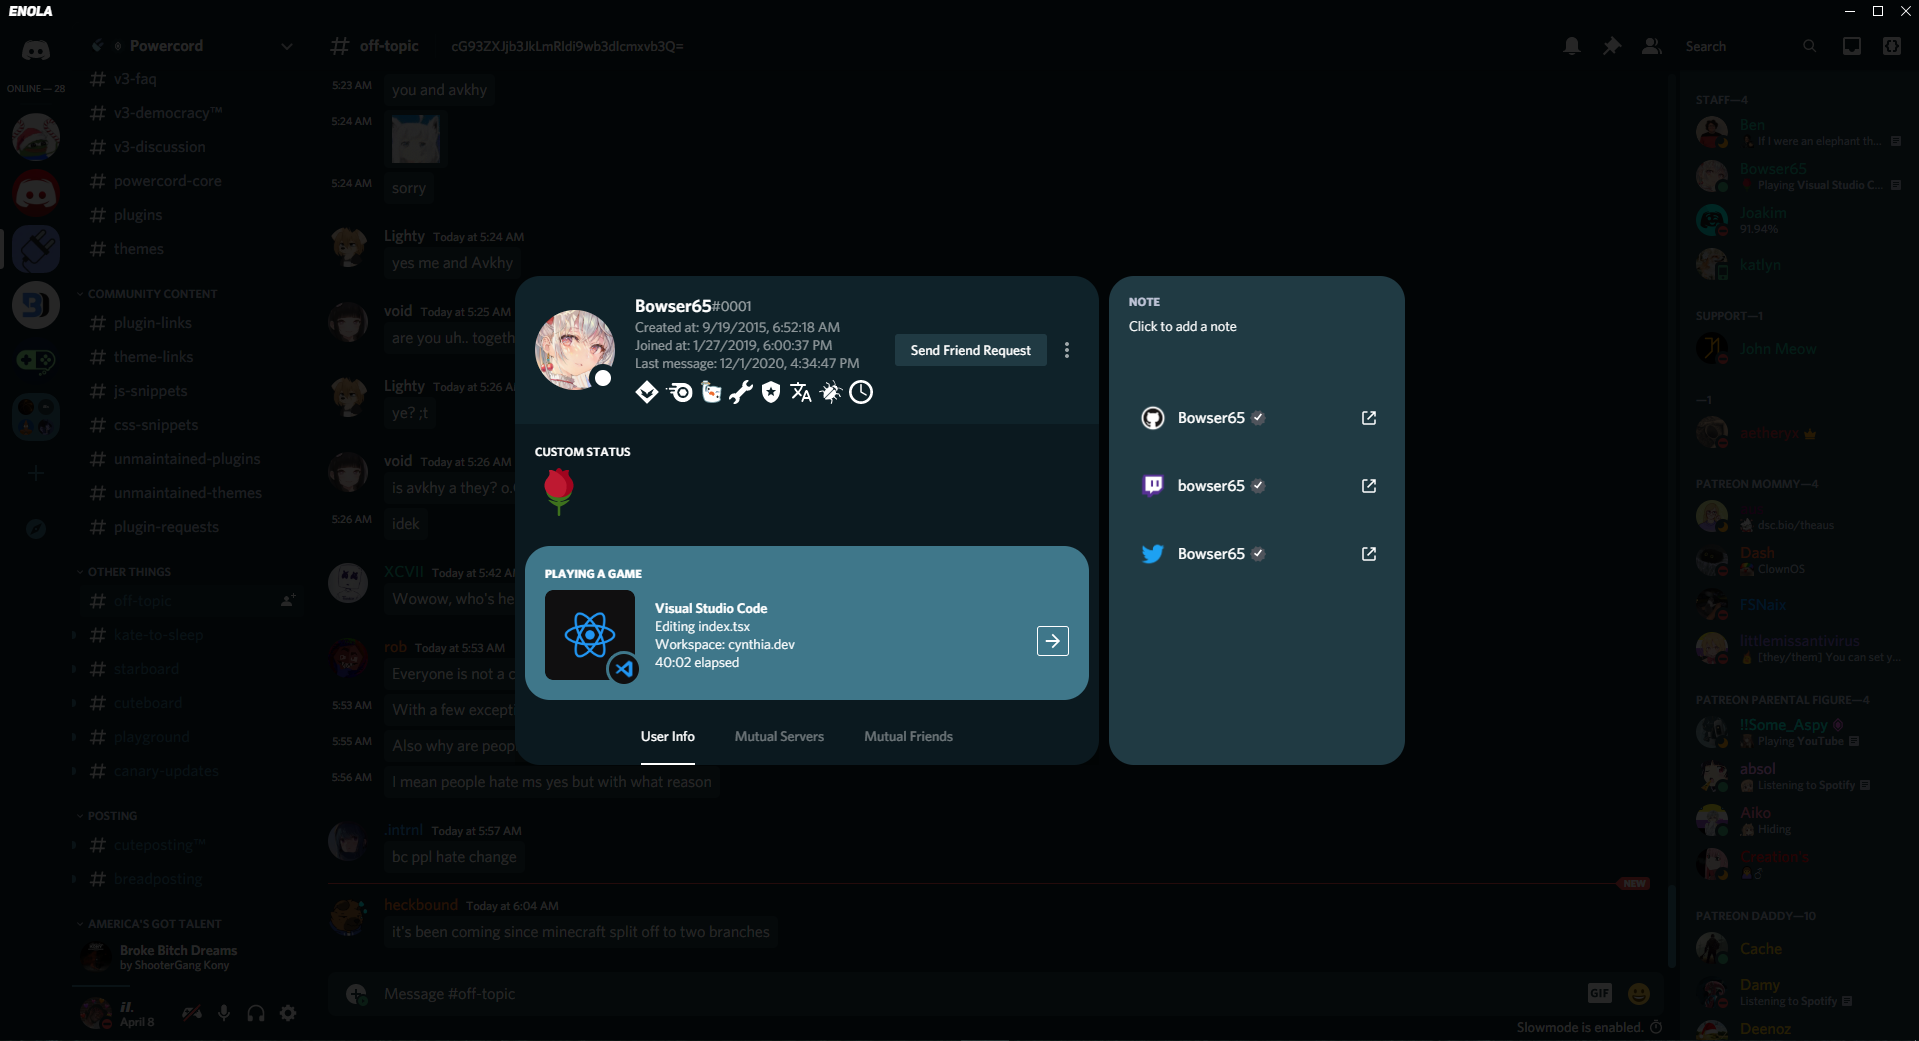 ENOLA
ONLINE — 28
Powercord
v3-faq
v3-democracy™
v3-discussion
powercord-core
plugins
themes
COMMUNITY CONTENT
plugin-links
theme-links
js-snippets
css-snippets
unmaintained-plugins
unmaintained-themes
plugin-requests
OTHER THINGS
off-topic
kate-to-sleep
starboard
cuteboard
playground
canary-updates
POSTING
cuteposting™
breadposting
AMERICA'S GOT TALENT
Broke Bitch Dreams
by ShooterGang Kony
il.
April 8
off-topic
Search
5:23 AM you and avkhy
5:24 AM
5:24 AM sorry
Lighty Today at 5:24 AM
yes me and Avkhy
void Today at 5:25 AM
are you uh.. togeth
Lighty Today at 5:26 A
ye? ;t
void Today at 5:26 AM
is avkhy a they? o.
5:26 AM idek
XCVII Today at 5:42 A
Wowow, who's he
rob Today at 5:53 AM
Everyone is not a c
5:53 AM With a few excepti
5:55 AM Also why are peop
5:56 AM I mean people hate ms yes but with what reason
.intrnl Today at 5:57 AM
bc ppl hate change
NEW
heckbound Today at 6:04 AM
it's been coming since minecraft split off to two branches
Message #off-topic
GIF
Slowmode is enabled.
Bowser65#0001
Created at: 9/19/2015, 6:52:18 AM
Joined at: 1/27/2019, 6:00:37 PM
Last message: 12/1/2020, 4:34:47 PM
Send Friend Request
CUSTOM STATUS
PLAYING A GAME
Visual Studio Code
Editing index.tsx
Workspace: cynthia.dev
40:02 elapsed
User Info
Mutual Servers
Mutual Friends
NOTE
Click to add a note
Bowser65
bowser65
Bowser65
STAFF—4
Ben
If I were an elephant th...
Bowser65
Playing Visual Studio C...
Joakim
91.94%
katlyn
SUPPORT—1
John Meow
—1
aetheryx
PATREON MOMMY—4
dsc.bio/theaus
Dash
ClownOS
FSNaix
littlemissantivirus
[they/them] You can set y...
PATREON PARENTAL FIGURE—4
!!Some_Aspy
Playing YouTube
absol
Listening to Spotify
Aiko
Hiding
Creation's
PATREON DADDY—10
Cache
Damy
Listening to Spotify
Deenoz